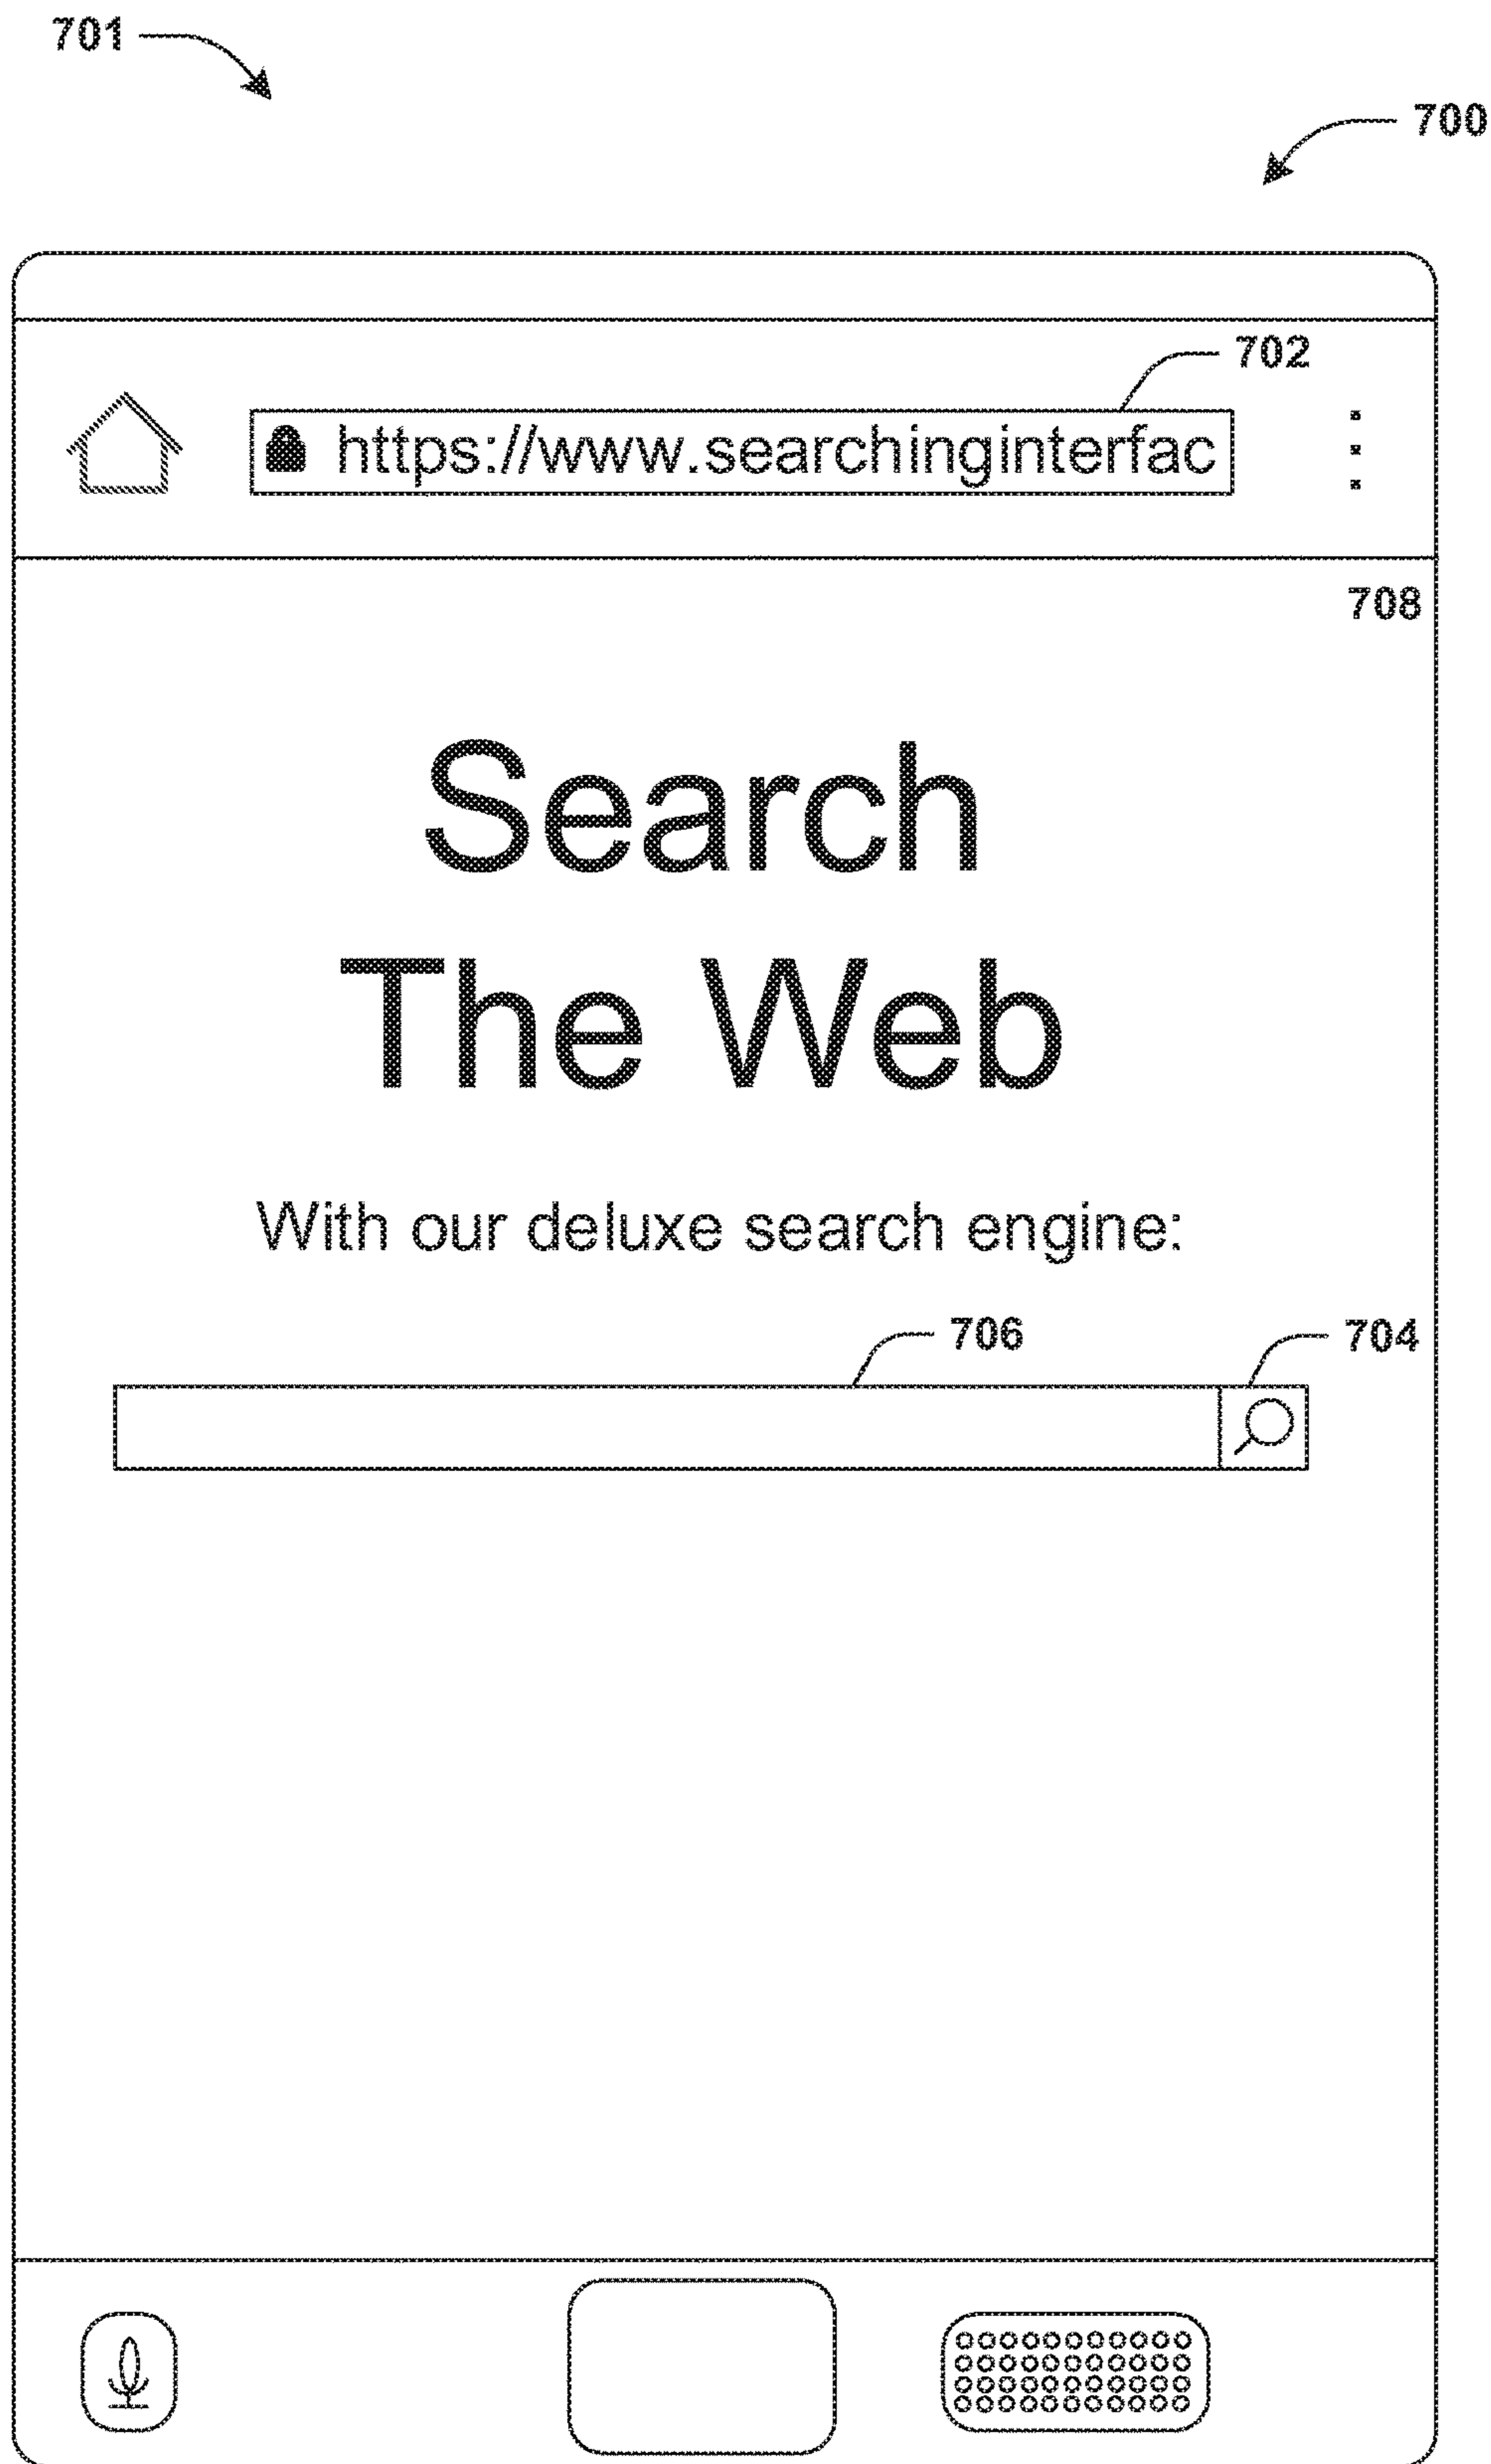 701
700
702
https://www.searchinginterfac
708
Search
The Web
With our deluxe search engine:
706
704